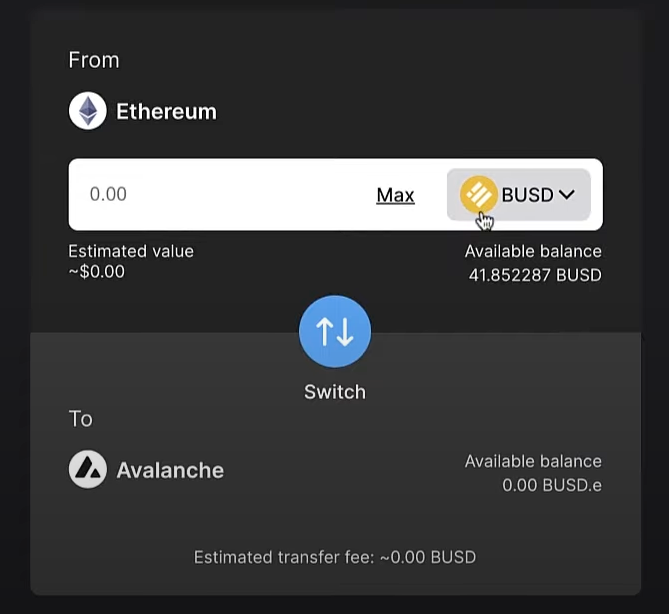 From
Ethereum
0.00 Max BUSD
Estimated value
~$0.00
Available balance
41.852287 BUSD
Switch
To
Avalanche
Available balance
0.00 BUSD.e
Estimated transfer fee: ~0.00 BUSD